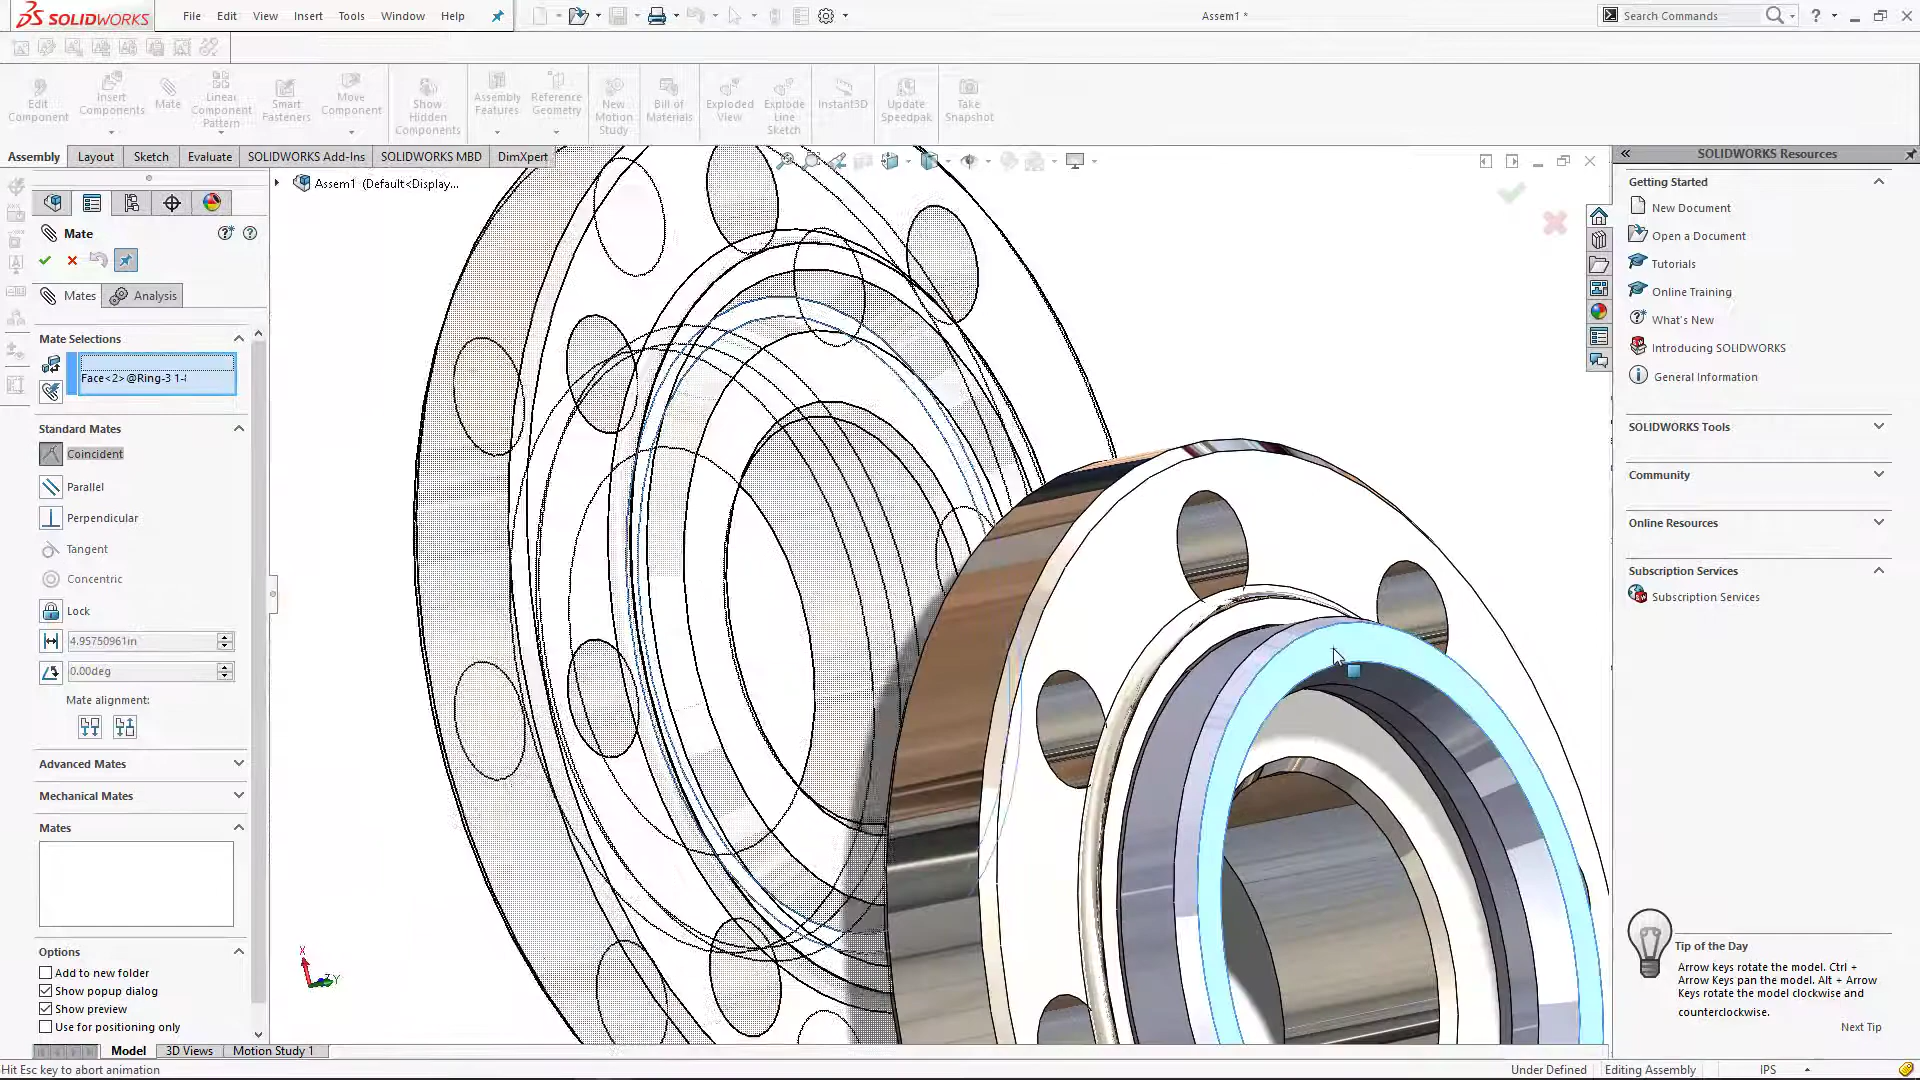 SOLIDWORKS
File Edit View Insert Tools Window Help
Assem1 *
Search Commands
Edit Component
Insert Components
Mate
Linear Component Pattern
Smart Fasteners
Move Component
Show Hidden Components
Assembly Features
Reference Geometry
New Motion Study
Bill of Materials
Exploded View
Explode Line Sketch
Instant3D
Update Speedpak
Take Snapshot
Assembly Layout Sketch Evaluate SOLIDWORKS Add-Ins SOLIDWORKS MBD DimXpert
Assem1 (Default<Display...
Mate
Mates Analysis
Mate Selections
Face<2>@Ring-3 1-
Standard Mates
Coincident
Parallel
Perpendicular
Tangent
Concentric
Lock
4.95750961in
0.00deg
Mate alignment:
Advanced Mates
Mechanical Mates
Mates
Options
Add to new folder
Show popup dialog
Show preview
Use for positioning only
X
Y
Model 3D Views Motion Study 1
Hit Esc key to abort animation
Under Defined Editing Assembly IPS
SOLIDWORKS Resources
Getting Started
New Document
Open a Document
Tutorials
Online Training
What's New
Introducing SOLIDWORKS
General Information
SOLIDWORKS Tools
Community
Online Resources
Subscription Services
Subscription Services
Tip of the Day
Arrow keys rotate the model. Ctrl +
Arrow Keys pan the model. Alt + Arrow
Keys rotate the model clockwise and
counterclockwise.
Next Tip